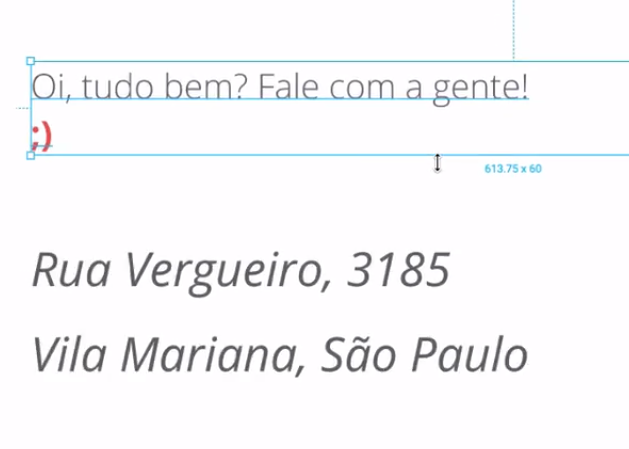 Oi, tudo bem? Fale com a gente!
;)
613.75 x 60
Rua Vergueiro, 3185
Vila Mariana, São Paulo